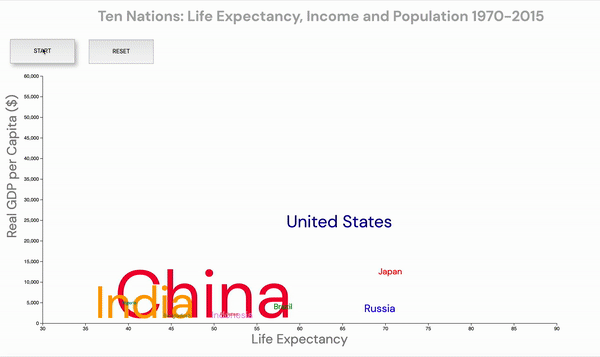 Ten Nations: Life Expectancy, Income and Population 1970-2015
START
RESET
Real GDP per Capita ($)
60,000
55,000
50,000
45,000
40,000
35,000
30,000
25,000
20,000
15,000
10,000
5,000
0
United States
Japan
China
India
Brazil
Russia
Indonesia
30
35
40
45
50
55
60
65
70
75
80
85
90
Life Expectancy